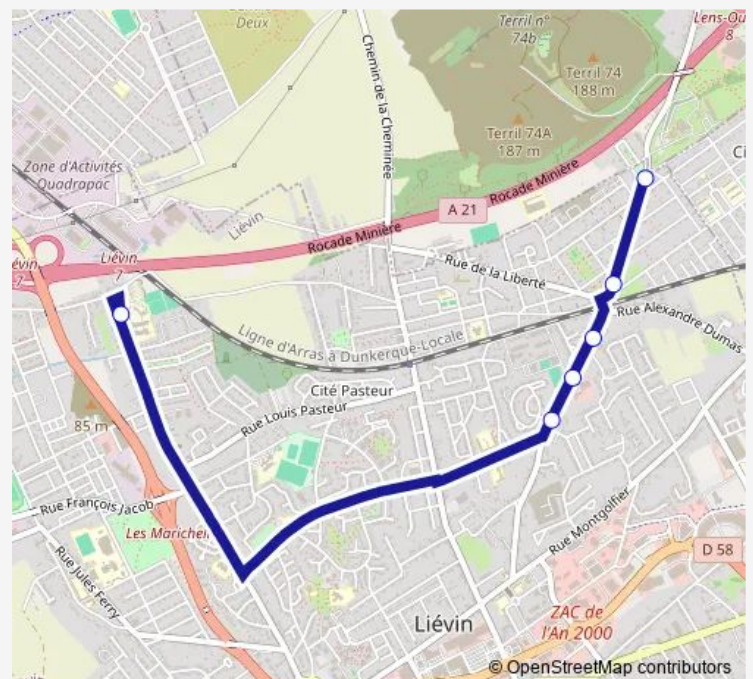 Deux
Terril n°
74b
Lens-Ou
8
Chemin de la Cheminée
Terril 74
188 m
Terril 74A
187 m
Zone d'Activités
Quadrapac
A 21
Rocade Minière
Rocade Minière
Liévin
Rue de la Liberté
Liévin
7
évin
7
Rue Alexandre Dumas
Ligne d'Arras à Dunkerque-Locale
Cité Pasteur
Rue Louis Pasteur
85 m
Rue François Jacob
Les Marichel
Rue Montgolfier
Rue Jules Ferry
D 58
Liévin
ZAC de
l'An 2000
© OpenStreetMap contributors